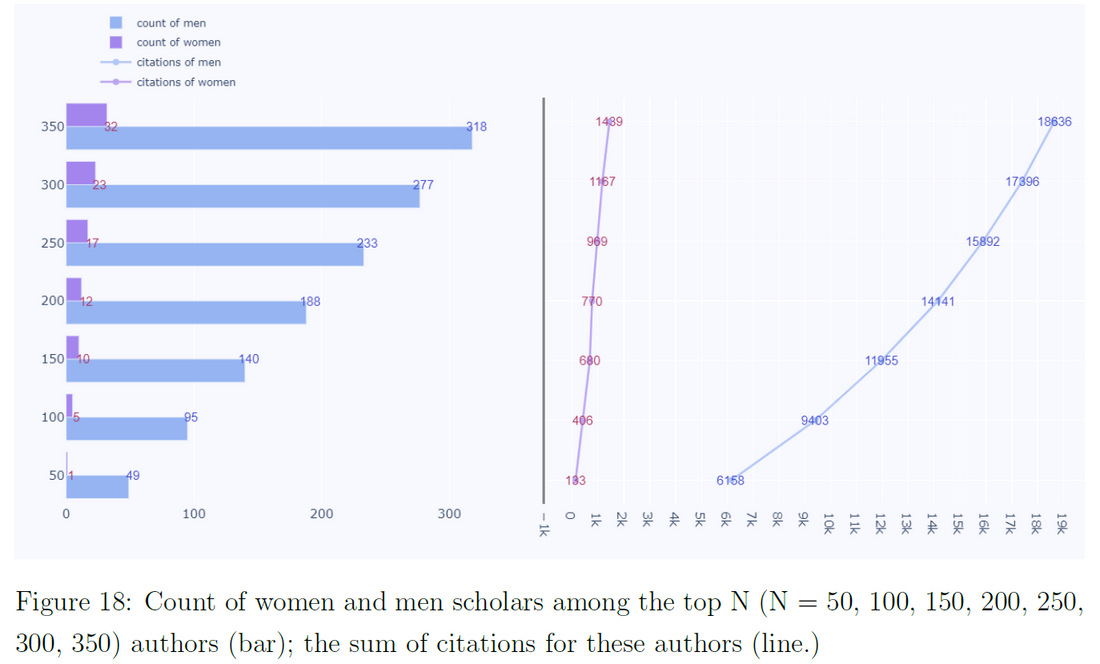 count of men
count of women
citations of men
citations of women
350
32
318
300
23
277
250
17
233
200
12
188
150
10
140
100
5
95
50
1
49
0
100
200
300
1439
18636
1167
17396
969
15892
770
14141
680
11955
406
9403
133
6158
−1k
0
1k
2k
3k
4k
5k
6k
7k
8k
9k
10k
11k
12k
13k
14k
15k
16k
17k
18k
19k
Figure 18: Count of women and men scholars among the top N (N = 50, 100, 150, 200, 250,
300, 350) authors (bar); the sum of citations for these authors (line.)